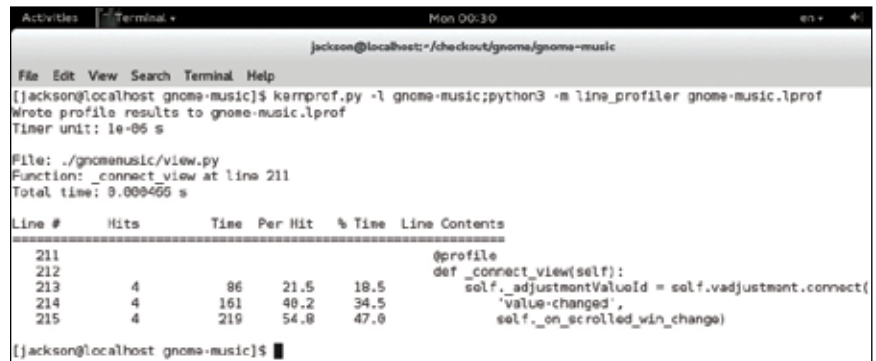 Activities Terminal Mon 00:30 en
jackson@localhost:~/checkout/gnome/gnome-music
File Edit View Search Terminal Help
[jackson@localhost gnome-music]$ kernprof.py -l gnome-music;python3 -m line_profiler gnome-music.lprof
Wrote profile results to gnome-music.lprof
Timer unit: 1e-06 s
File: ./gnomemusic/view.py
Function: _connect_view at line 211
Total time: 0.000466 s
Line # Hits Time Per Hit % Time Line Contents
==============================================================
211 @profile
212 def _connect_view(self):
213 4 86 21.5 18.5 self._adjustmentValueId = self.vadjustment.connect(
214 4 161 40.2 34.5 'value-changed',
215 4 219 54.8 47.0 self._on_scrolled_win_change)
[jackson@localhost gnome-music]$